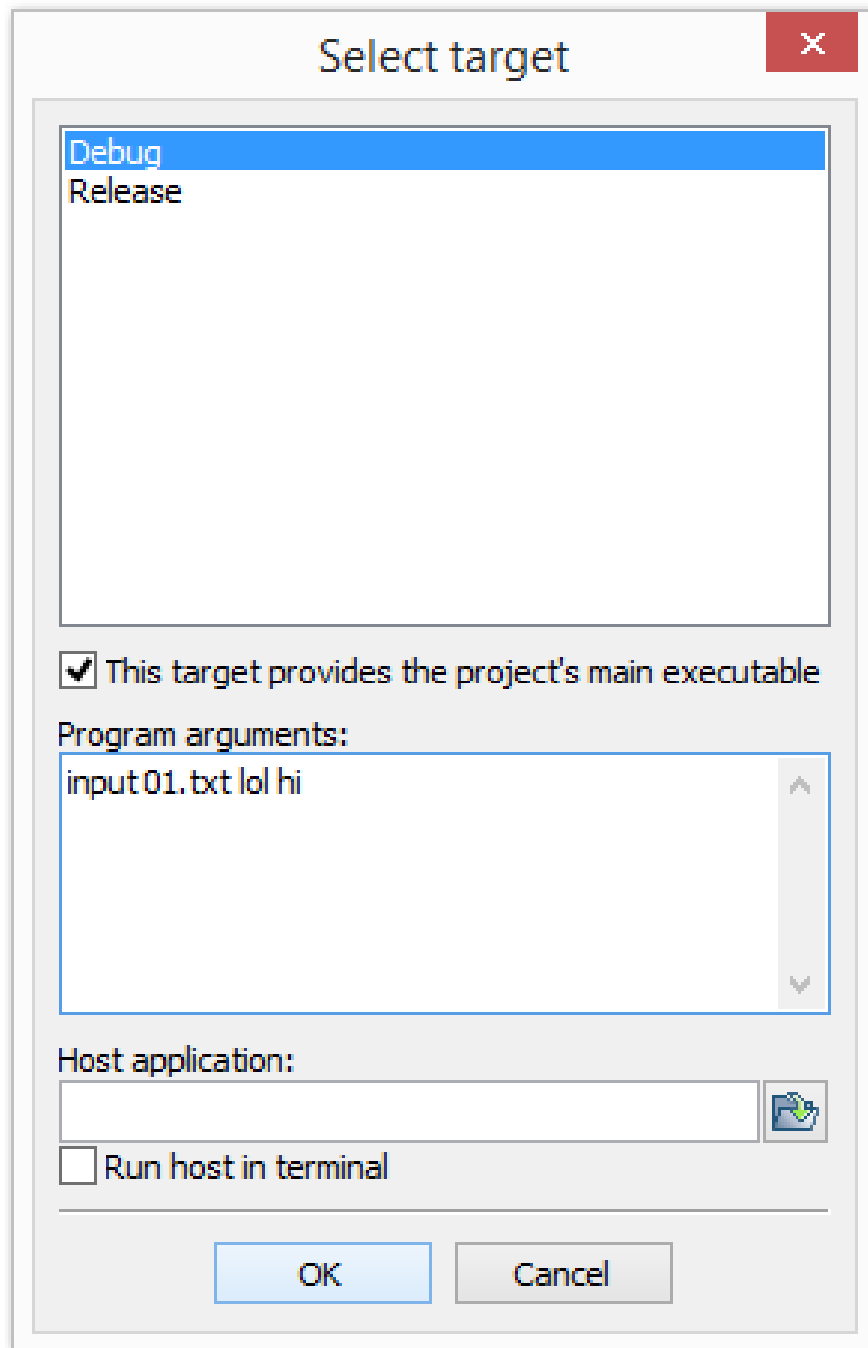 Select target
Debug
Release
This target provides the project's main executable
Program arguments:
input01.txt lol hi
Host application:
Run host in terminal
OK
Cancel